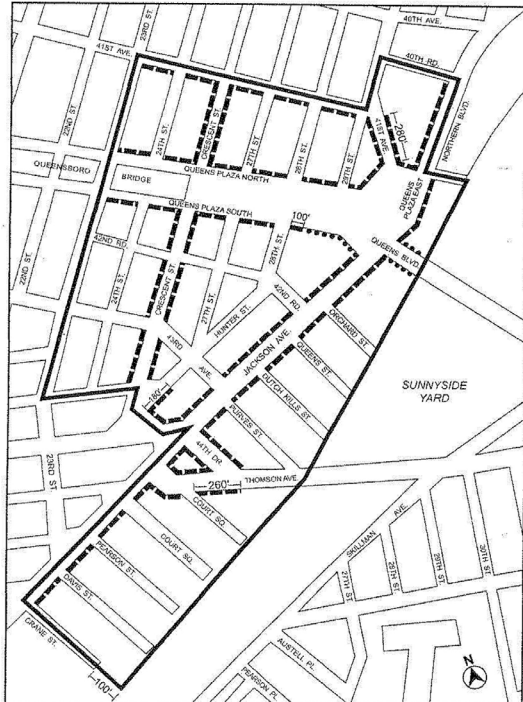 40TH AVE.
23RD ST.
41ST AVE.
40TH RD.
22ND ST.
24TH ST.
CRESCENT ST.
27TH ST.
28TH ST.
29TH ST.
41ST AVE.
260'
NORTHERN BLVD.
QUEENSBORO
BRIDGE
QUEENS PLAZA NORTH
QUEENS PLAZA EAST
QUEENS PLAZA SOUTH
100'
QUEENS BLVD.
42ND RD.
28TH ST.
22ND ST.
24TH ST.
CRESCENT ST.
27TH ST.
HUNTER ST.
42ND RD.
43RD
AVE.
JACKSON AVE.
ORCHARD ST.
QUEENS ST.
DUTCH KILLS ST.
PURVES ST.
SUNNYSIDE
YARD
180'
23RD ST.
44TH DR
THOMSON AVE.
260'
COURT SQ
COURT SQ.
SKILLMAN
AVE.
PEARSON ST.
DAVIS ST.
CRANE ST.
100'
27TH ST.
28TH ST.
29TH ST.
30TH ST.
AUSTELL PL.
PEARSON PL.
N